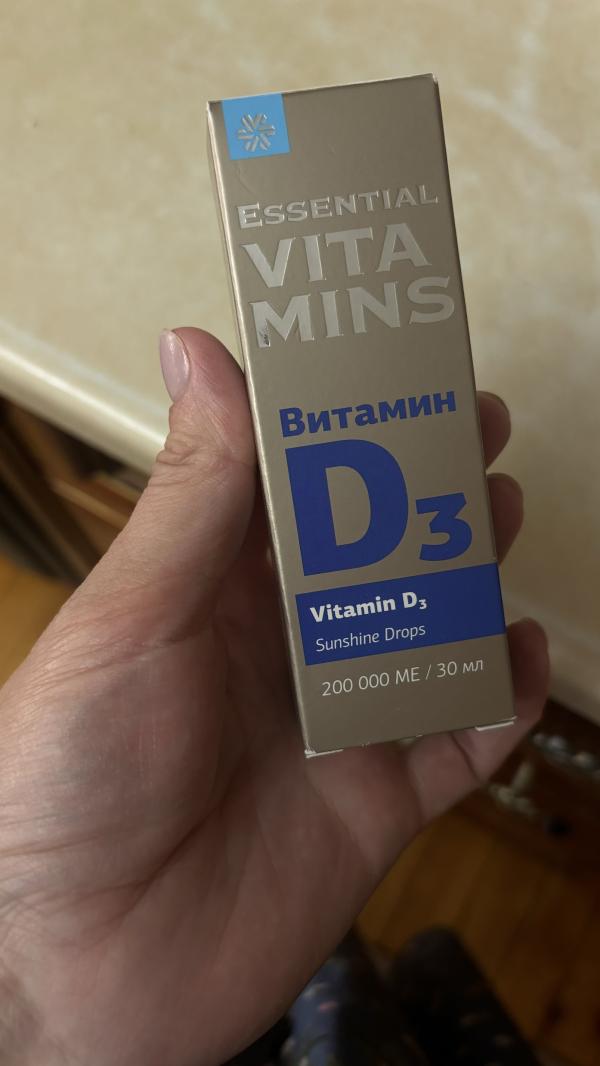 ESSENTIAL
VITA
MINS
Витамин
D₃
Vitamin D₃
Sunshine Drops
200 000 МЕ / 30 мл